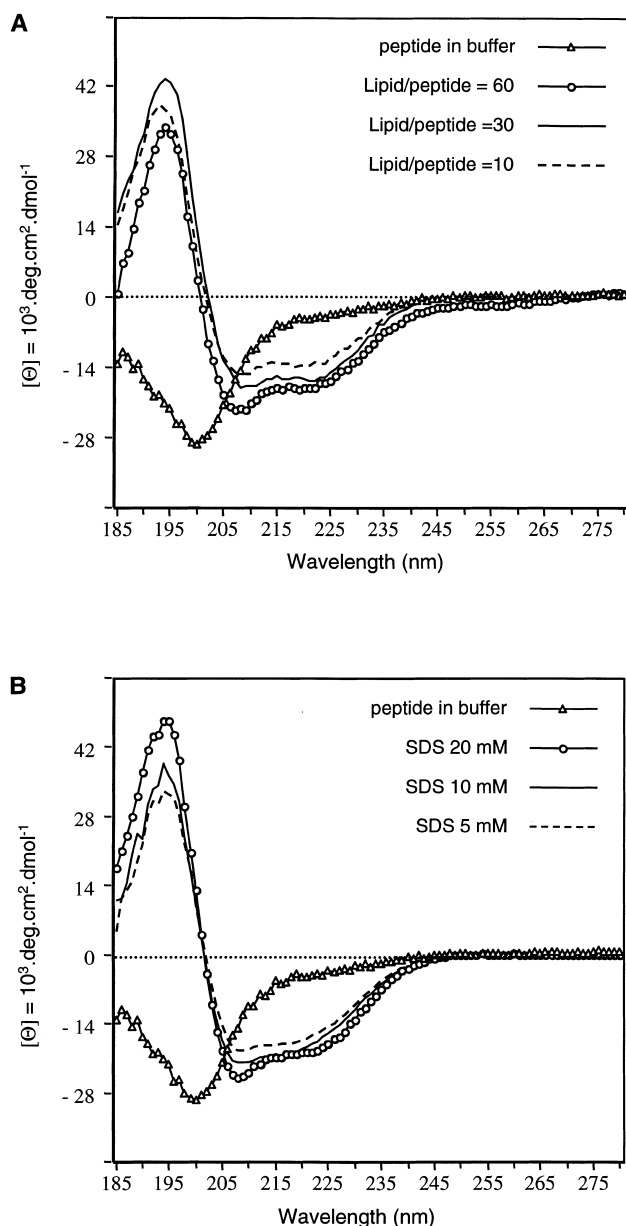 A
peptide in buffer
Lipid/peptide = 60
Lipid/peptide =30
Lipid/peptide =10
42
28
14
0
- 14
- 28
[Θ] = 10³.deg.cm².dmol⁻¹
185 195 205 215 225 235 245 255 265 275
Wavelength (nm)
B
peptide in buffer
SDS 20 mM
SDS 10 mM
SDS 5 mM
42
28
14
0
- 14
- 28
[Θ] = 10³.deg.cm².dmol⁻¹
185 195 205 215 225 235 245 255 265 275
Wavelength (nm)